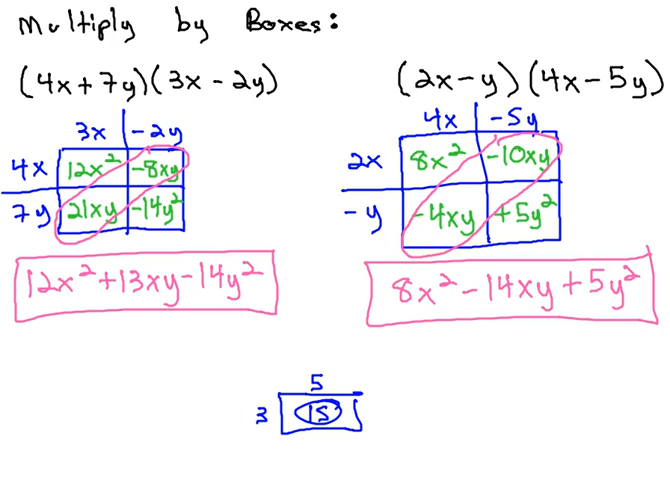 Multiply by Boxes:
(4x+7y)(3x-2y)
3x -2y
4x 12x² -8xy
7y 21xy -14y²
12x²+13xy-14y²
(2x-y)(4x-5y)
4x -5y
2x 8x² -10xy
-y -4xy +5y²
8x²-14xy+5y²
5
3 15